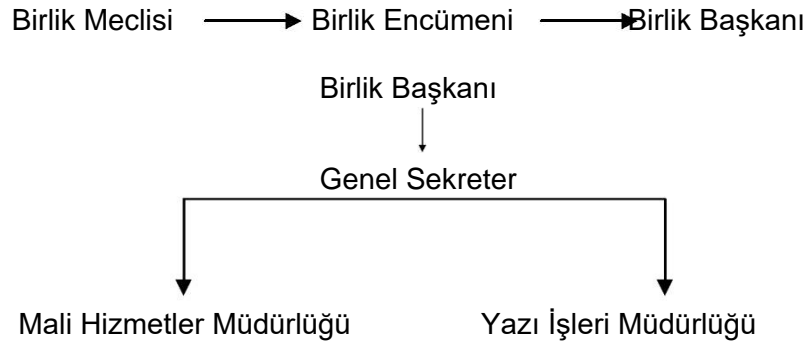 Birlik Meclisi Birlik Encümeni Birlik Başkanı
Birlik Başkanı
Genel Sekreter
Mali Hizmetler Müdürlüğü Yazı İşleri Müdürlüğü